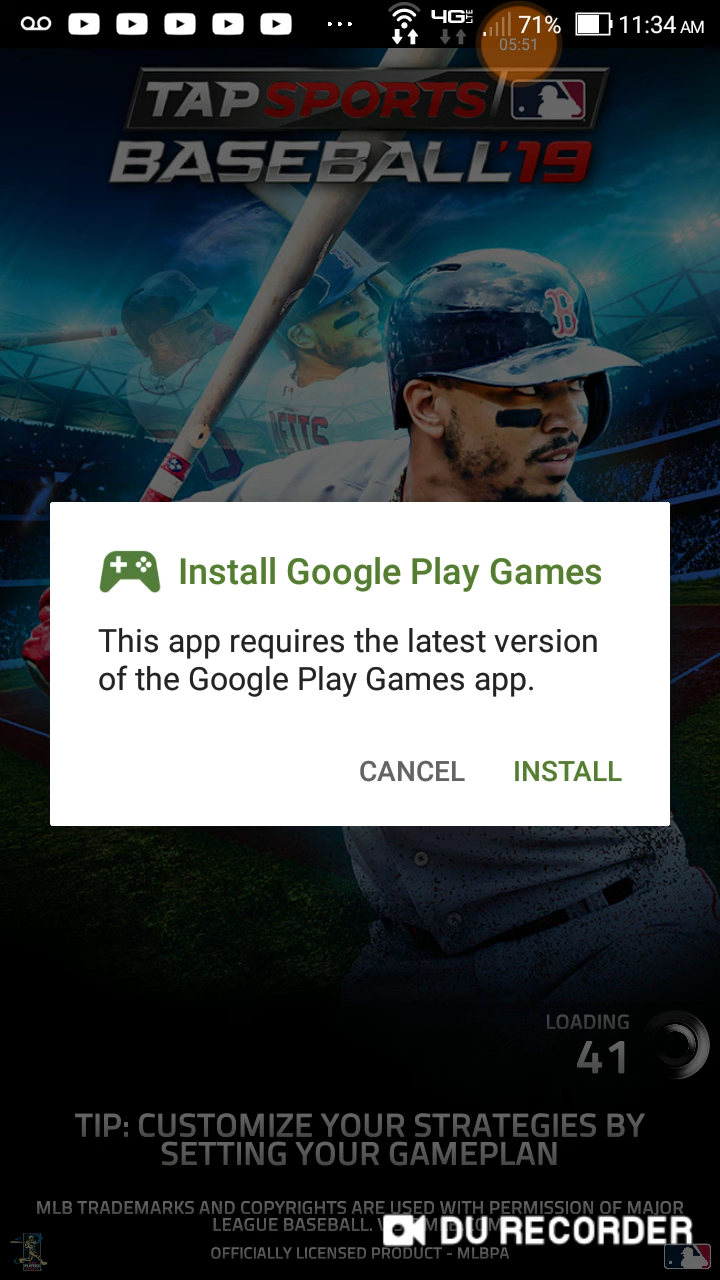 4G LTE 71% 11:34 AM
05:51
TAP SPORTS
BASEBALL'19
B
BETTS
Install Google Play Games
This app requires the latest version
of the Google Play Games app.
CANCEL INSTALL
LOADING
41
TIP: CUSTOMIZE YOUR STRATEGIES BY
SETTING YOUR GAMEPLAN
MLB TRADEMARKS AND COPYRIGHTS ARE USED WITH PERMISSION OF MAJOR
LEAGUE BASEBALL.
DU RECORDER
OFFICIALLY LICENSED PRODUCT - MLBPA